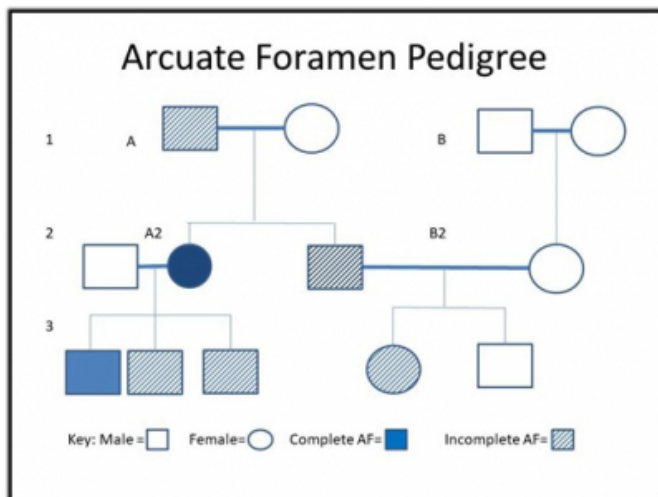 Arcuate Foramen Pedigree
1 A B
2 A2 B2
3
Key: Male = Female= Complete AF= Incomplete AF=